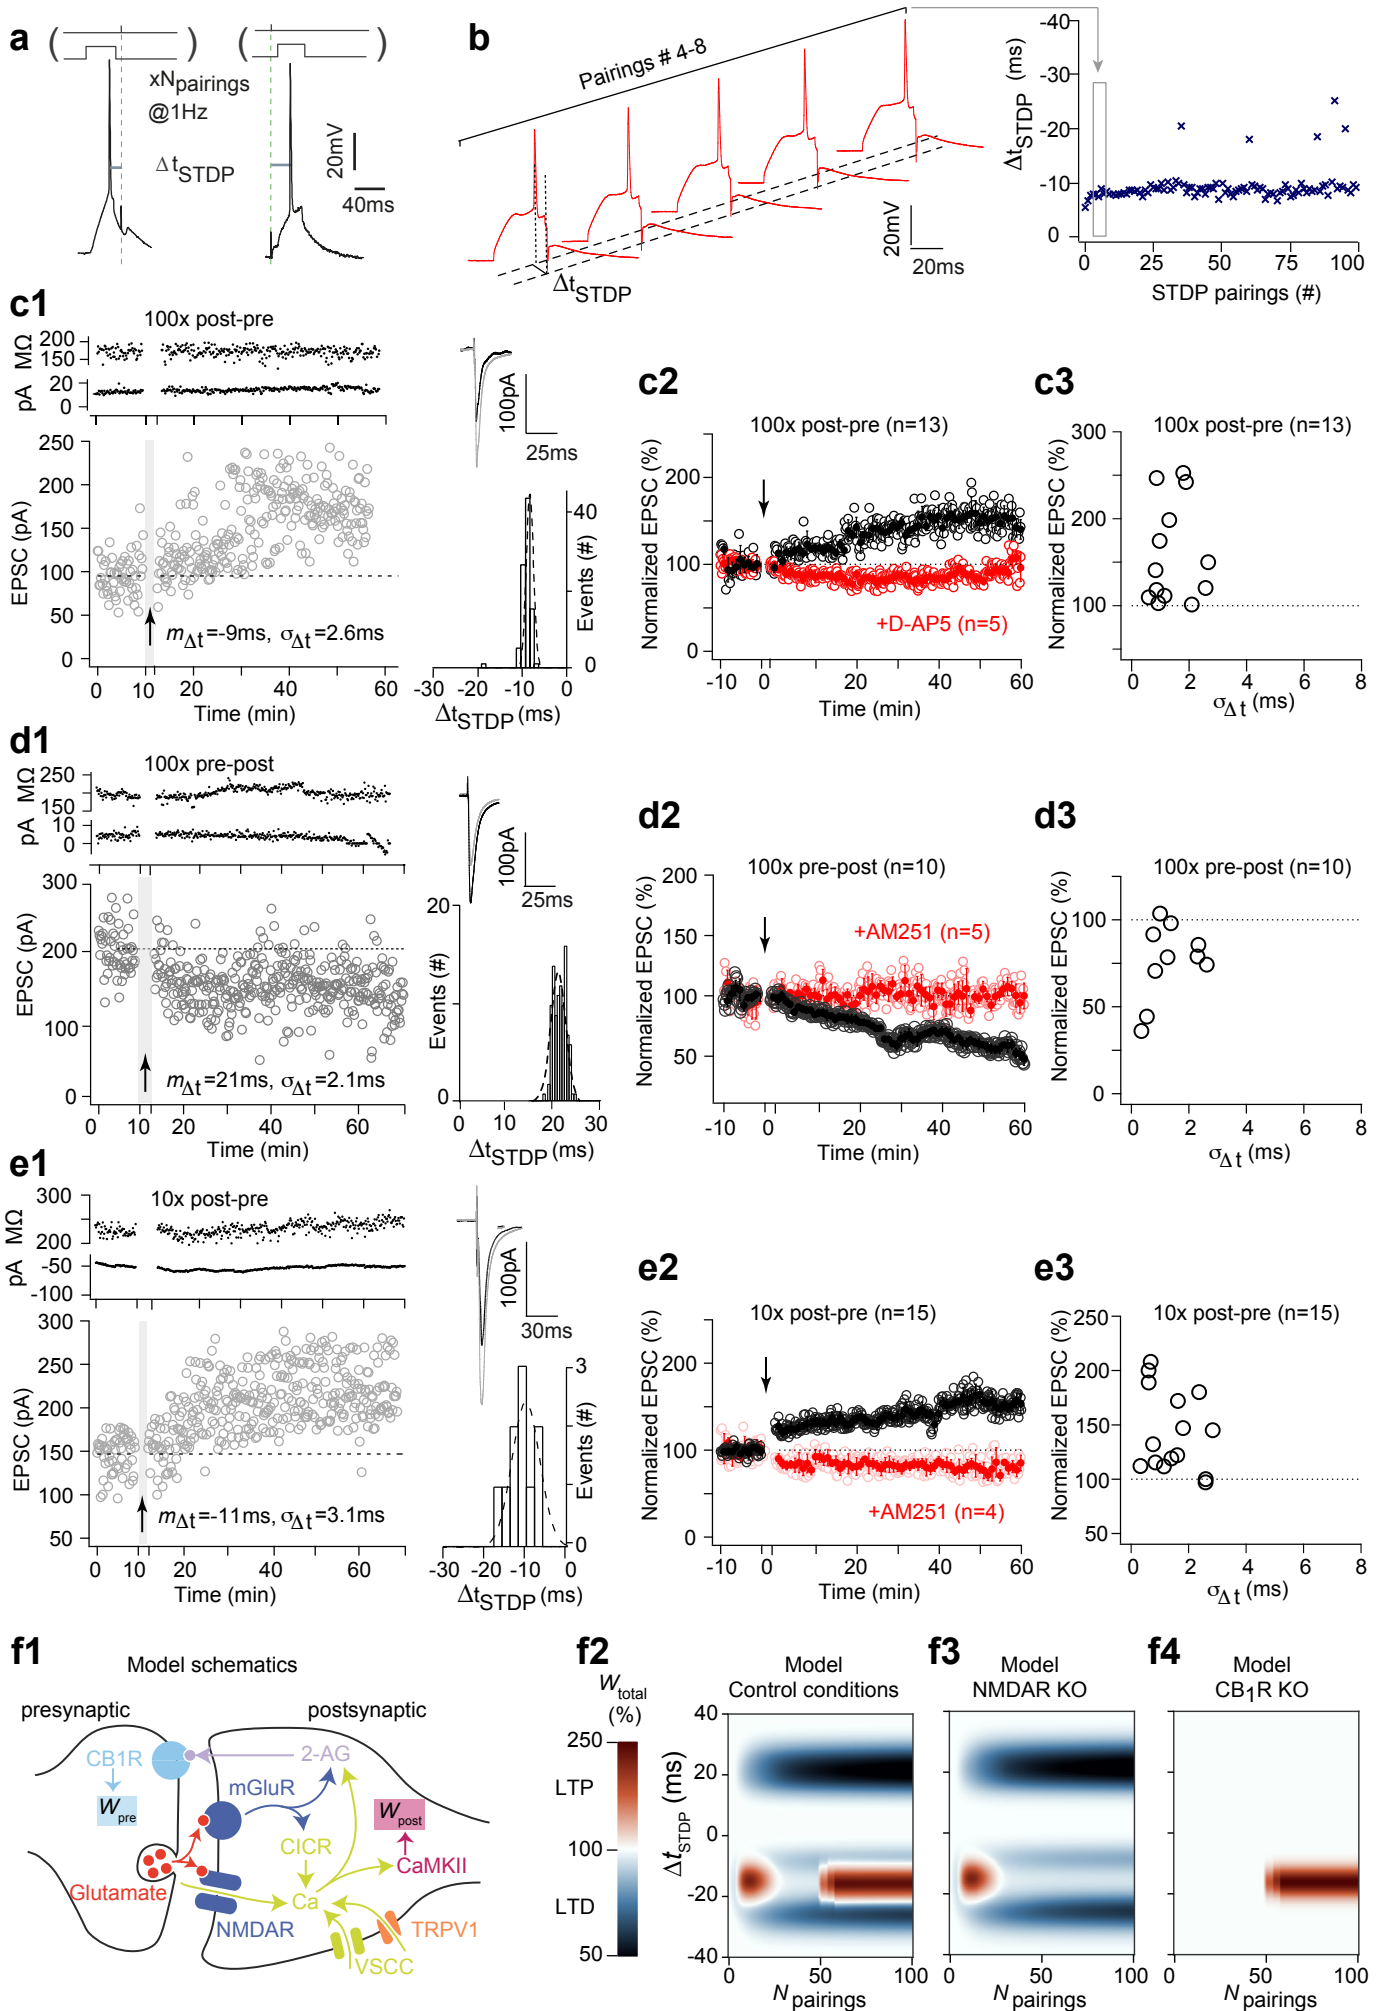 a
( )
( )
xNpairings
@1Hz
ΔtSTDP
20mV
40ms
b
Pairings # 4-8
ΔtSTDP
20mV
20ms
ΔtSTDP (ms)
-40
-30
-20
-10
0
0 25 50 75 100
STDP pairings (#)
c1
100x post-pre
MΩ
200
150
pA
20
0
EPSC (pA)
250
200
150
100
50
0
mΔt=-9ms, σΔt=2.6ms
0 10 20 40 60
Time (min)
100pA
25ms
Events (#)
40
0
-30 -20 -10 0
ΔtSTDP (ms)
c2
100x post-pre (n=13)
Normalized EPSC (%)
200
100
0
+D-AP5 (n=5)
-10 0 20 40 60
Time (min)
c3
100x post-pre (n=13)
Normalized EPSC (%)
300
200
100
0 2 4 6 8
σΔt (ms)
d1
100x pre-post
MΩ
250
150
pA
10
0
EPSC (pA)
300
200
100
0
mΔt=21ms, σΔt=2.1ms
0 10 20 40 60
Time (min)
100pA
25ms
Events (#)
20
10
0
0 10 20 30
ΔtSTDP (ms)
d2
100x pre-post (n=10)
Normalized EPSC (%)
200
150
100
50
+AM251 (n=5)
-10 0 20 40 60
Time (min)
d3
100x pre-post (n=10)
Normalized EPSC (%)
100
50
0
0 2 4 6 8
σΔt (ms)
e1
10x post-pre
MΩ
300
200
pA
-50
-100
EPSC (pA)
300
250
200
150
100
50
mΔt=-11ms, σΔt=3.1ms
0 10 20 40 60
Time (min)
100pA
30ms
Events (#)
3
1
0
-30 -20 -10 0
ΔtSTDP (ms)
e2
10x post-pre (n=15)
Normalized EPSC (%)
200
100
0
+AM251 (n=4)
-10 0 20 40 60
Time (min)
e3
10x post-pre (n=15)
Normalized EPSC (%)
250
200
150
100
50
0 2 4 6 8
σΔt (ms)
f1
Model schematics
presynaptic
postsynaptic
CB1R
2-AG
mGluR
Wpre
Wpost
CICR
CaMKII
Glutamate
Ca
NMDAR
TRPV1
VSCC
f2
Wtotal
(%)
250
LTP
100
LTD
50
Model
Control conditions
ΔtSTDP (ms)
40
20
0
-20
-40
0 50 100
Npairings
f3
Model
NMDAR KO
0 50 100
Npairings
f4
Model
CB1R KO
0 50 100
Npairings